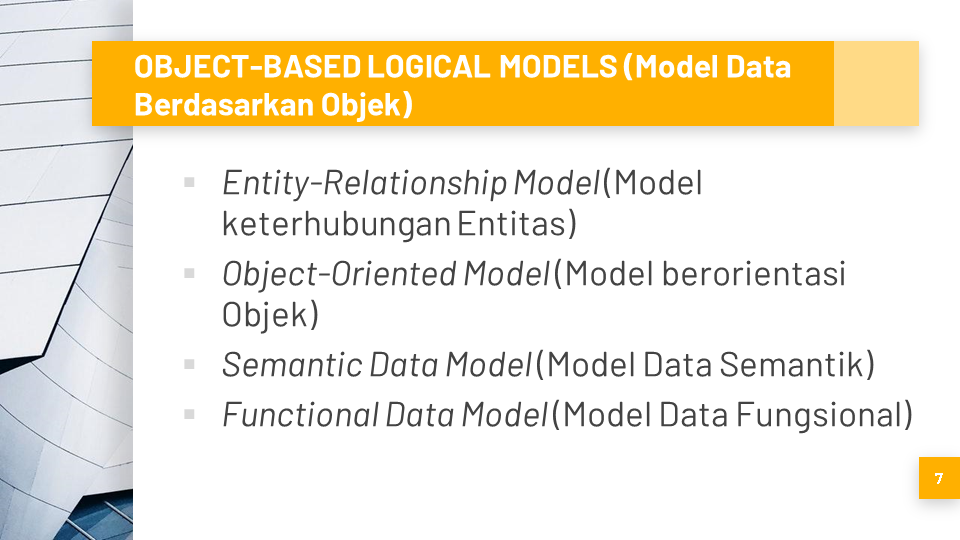 OBJECT-BASED LOGICAL MODELS (Model Data
Berdasarkan Objek)
Entity-Relationship Model (Model
keterhubungan Entitas)
Object-Oriented Model (Model berorientasi
Objek)
Semantic Data Model (Model Data Semantik)
Functional Data Model (Model Data Fungsional)
7